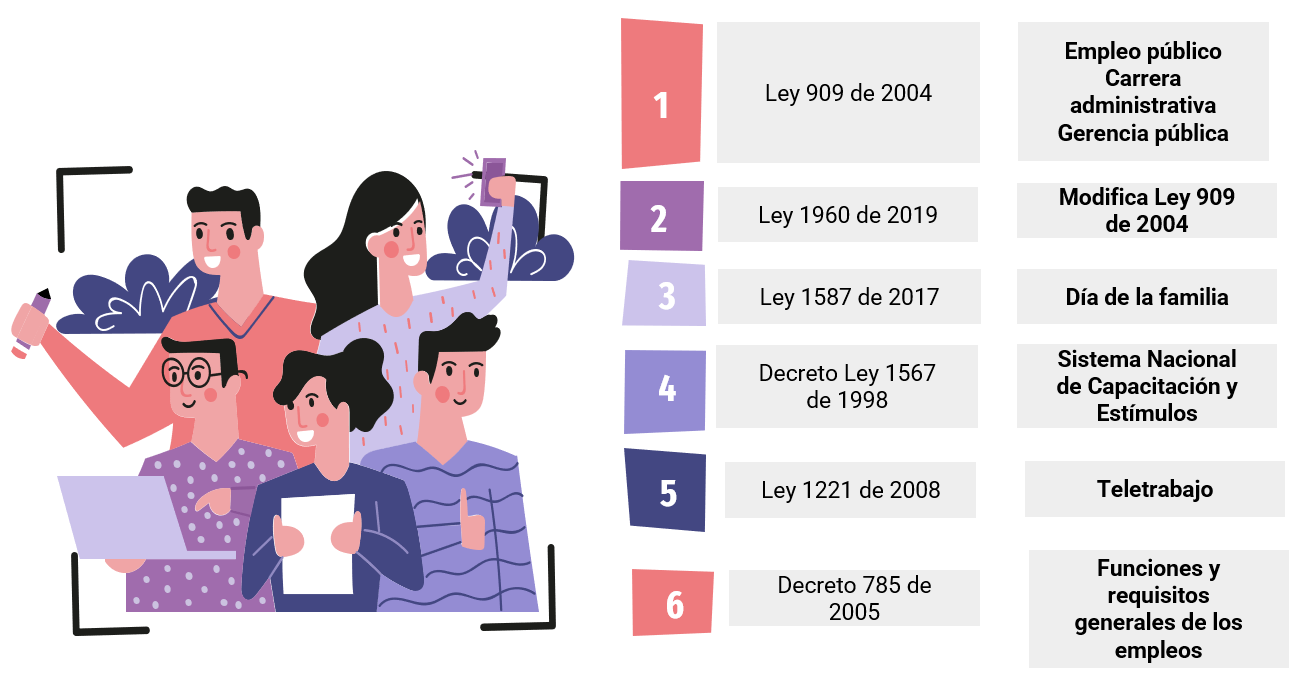 1
Ley 909 de 2004
Empleo público
Carrera
administrativa
Gerencia pública
2
Ley 1960 de 2019
Modifica Ley 909
de 2004
3
Ley 1587 de 2017
Día de la familia
4
Decreto Ley 1567
de 1998
Sistema Nacional
de Capacitación y
Estímulos
5
Ley 1221 de 2008
Teletrabajo
6
Decreto 785 de
2005
Funciones y
requisitos
generales de los
empleos